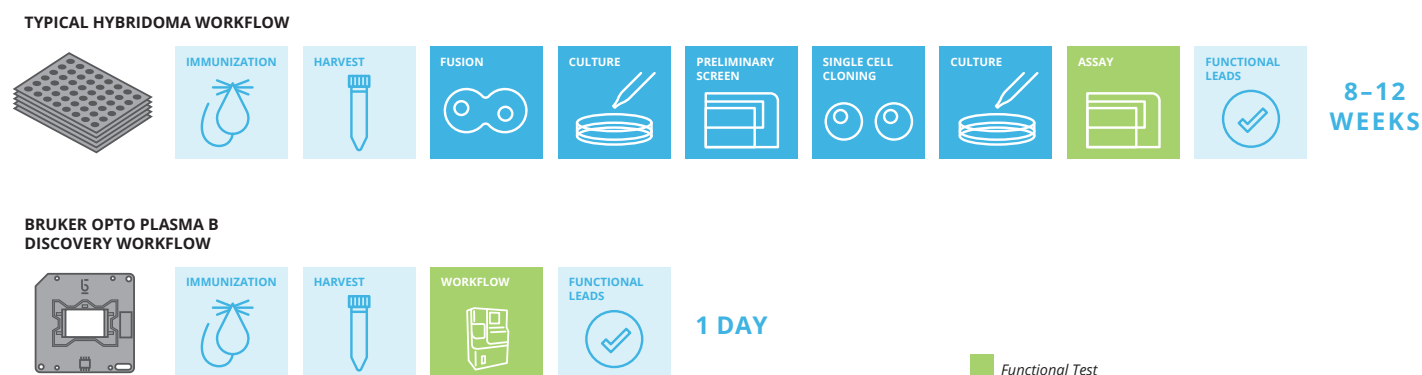 TYPICAL HYBRIDOMA WORKFLOW
IMMUNIZATION
HARVEST
FUSION
CULTURE
PRELIMINARY
SCREEN
SINGLE CELL
CLONING
CULTURE
ASSAY
FUNCTIONAL
LEADS
8–12
WEEKS
BRUKER OPTO PLASMA B
DISCOVERY WORKFLOW
IMMUNIZATION
HARVEST
WORKFLOW
FUNCTIONAL
LEADS
1 DAY
Functional Test